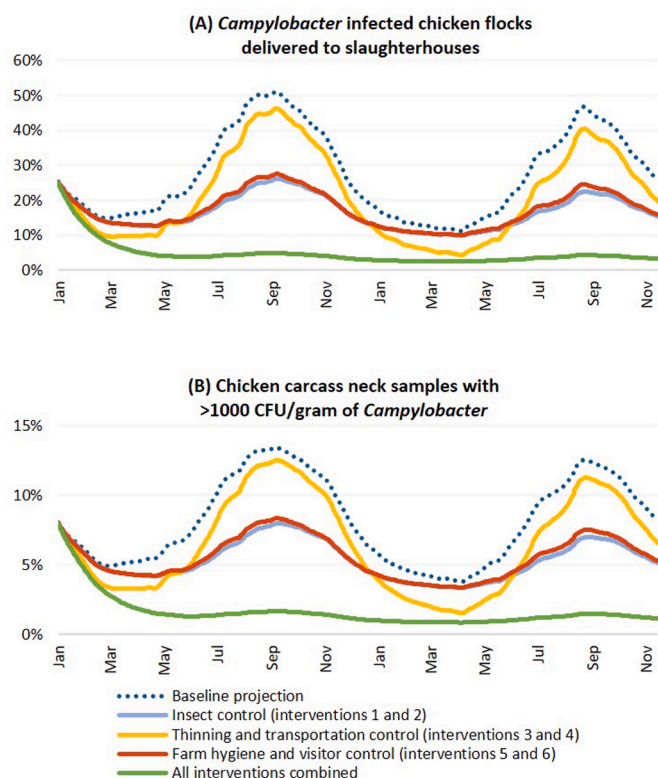 (A) Campylobacter infected chicken flocks
delivered to slaughterhouses
60%
50%
40%
30%
20%
10%
0%
Jan Mar May Jul Sep Nov Jan Mar May Jul Sep Nov
(B) Chicken carcass neck samples with
>1000 CFU/gram of Campylobacter
15%
10%
5%
0%
Jan Mar May Jul Sep Nov Jan Mar May Jul Sep Nov
Baseline projection
Insect control (interventions 1 and 2)
Thinning and transportation control (interventions 3 and 4)
Farm hygiene and visitor control (interventions 5 and 6)
All interventions combined